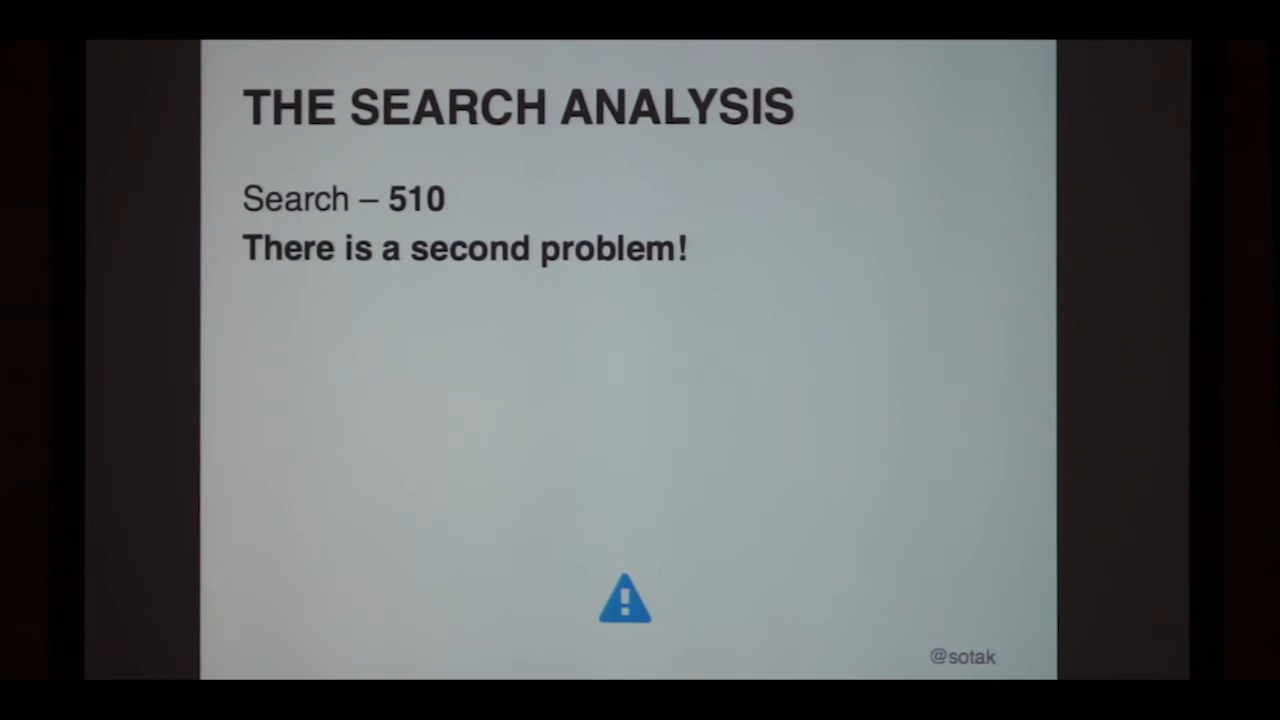 THE SEARCH ANALYSIS
Search – 510
There is a second problem!
@sotak